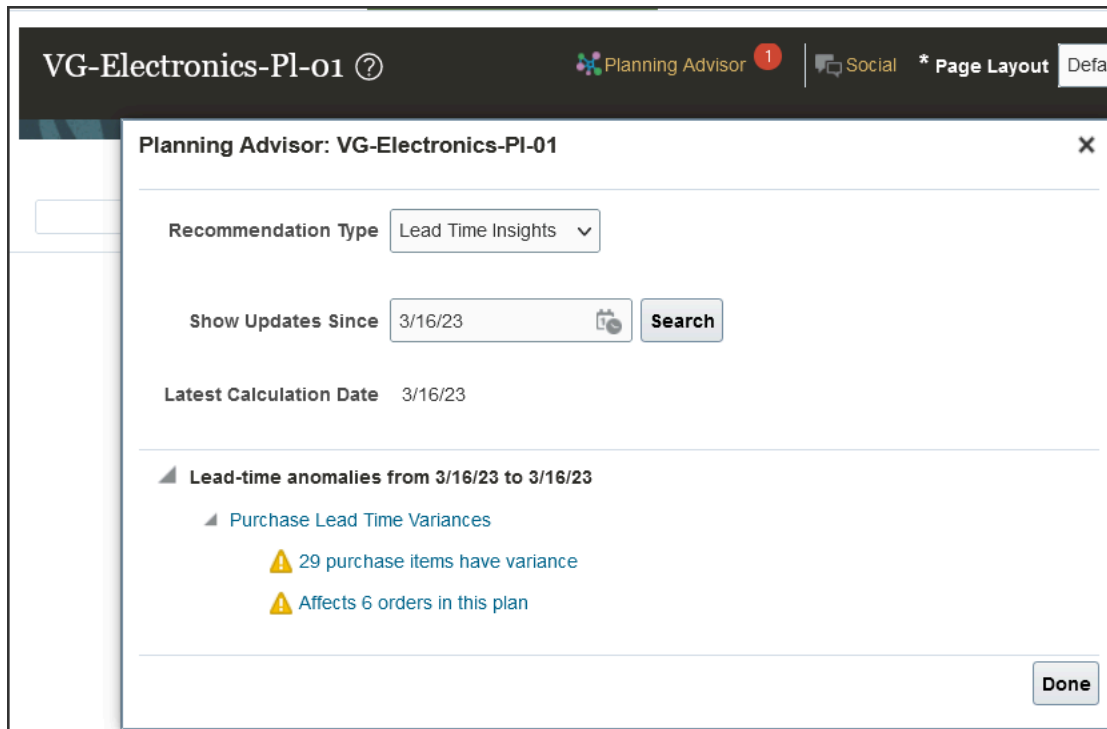 VG-Electronics-Pl-01
Planning Advisor 1 Social * Page Layout Defa
Planning Advisor: VG-Electronics-Pl-01
Recommendation Type Lead Time Insights
Show Updates Since 3/16/23 Search
Latest Calculation Date 3/16/23
Lead-time anomalies from 3/16/23 to 3/16/23
Purchase Lead Time Variances
29 purchase items have variance
Affects 6 orders in this plan
Done